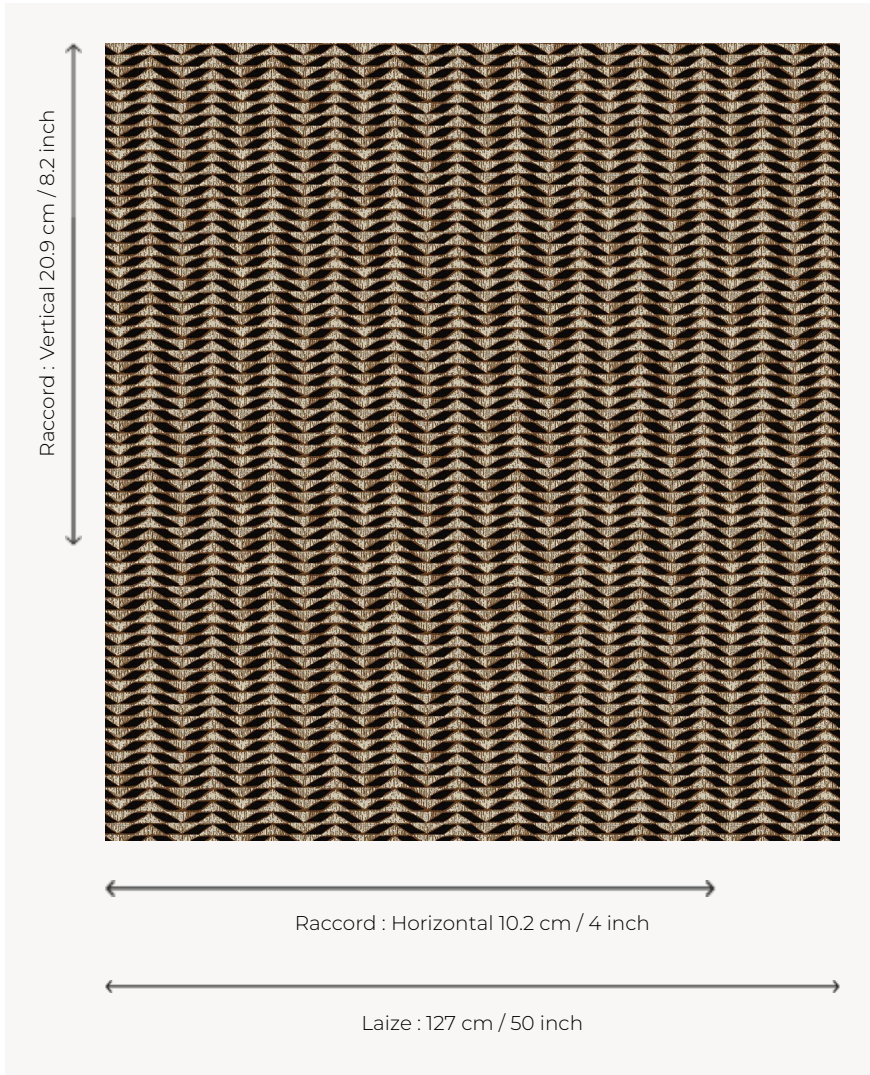 Raccord : Vertical 20.9 cm / 8.2 inch
Raccord : Horizontal 10.2 cm / 4 inch
Laize : 127 cm / 50 inch